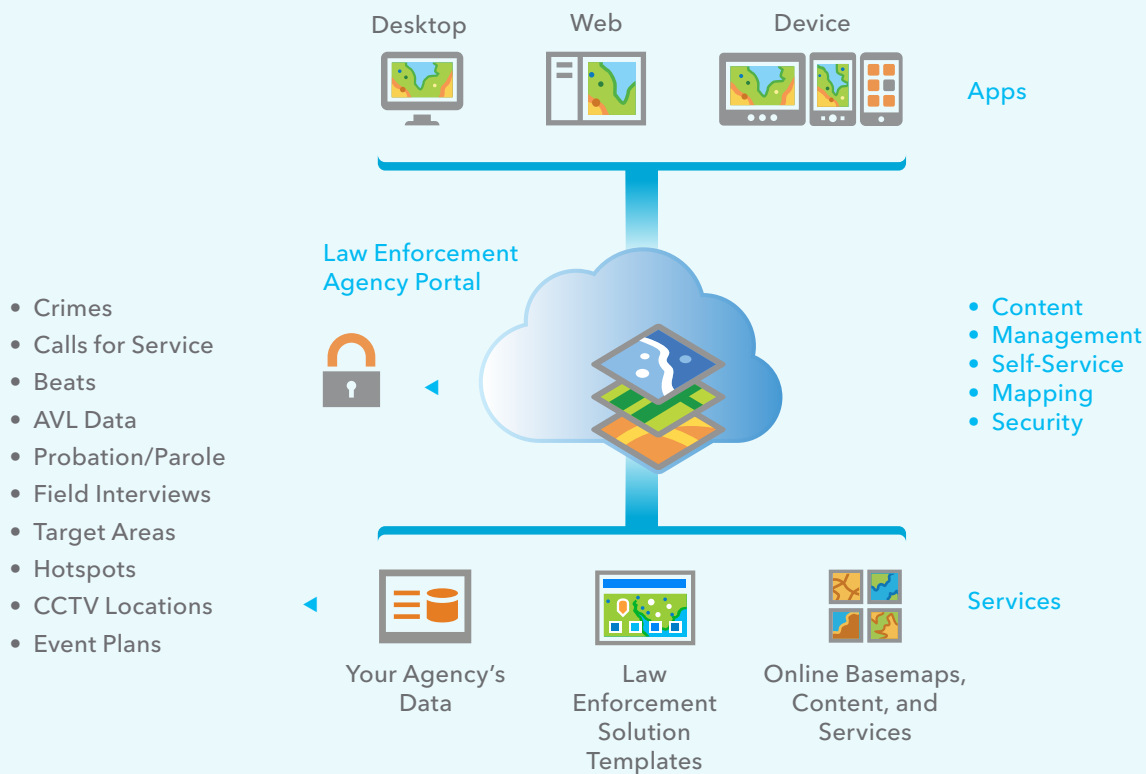 Desktop
Web
Device
Apps
Law Enforcement
Agency Portal
• Crimes
• Calls for Service
• Beats
• AVL Data
• Probation/Parole
• Field Interviews
• Target Areas
• Hotspots
• CCTV Locations
• Event Plans
• Content
• Management
• Self-Service
• Mapping
• Security
Services
Your Agency’s
Data
Law
Enforcement
Solution
Templates
Online Basemaps,
Content, and
Services